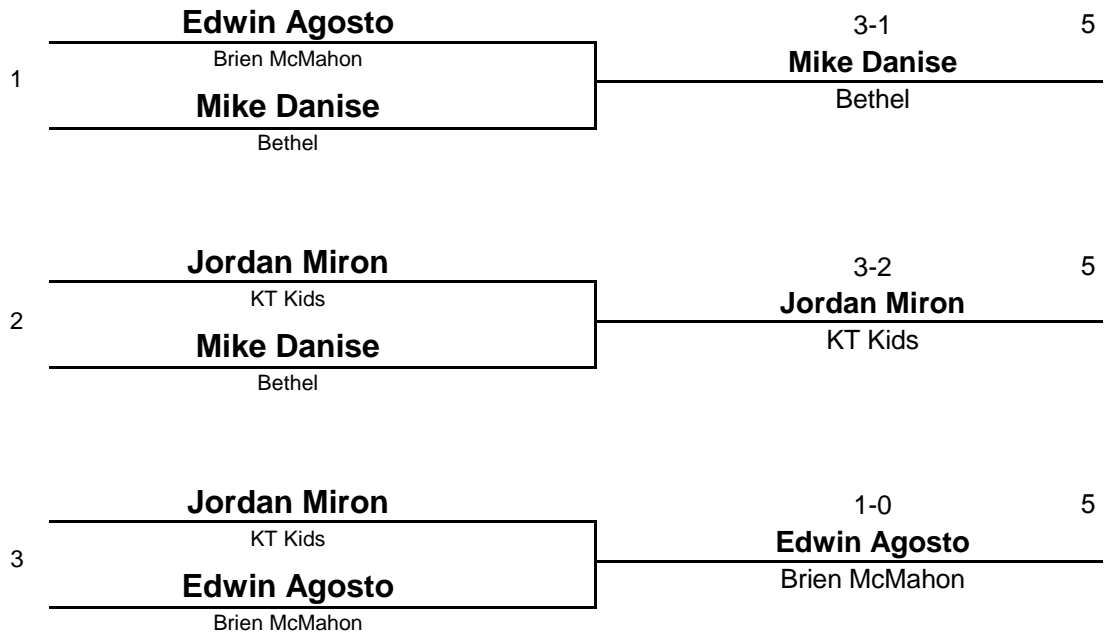 Edwin Agosto
Brien McMahon
1
Mike Danise
Bethel
3-1 5
Mike Danise
Bethel
Jordan Miron
KT Kids
2
Mike Danise
Bethel
3-2 5
Jordan Miron
KT Kids
Jordan Miron
KT Kids
3
Edwin Agosto
Brien McMahon
1-0 5
Edwin Agosto
Brien McMahon